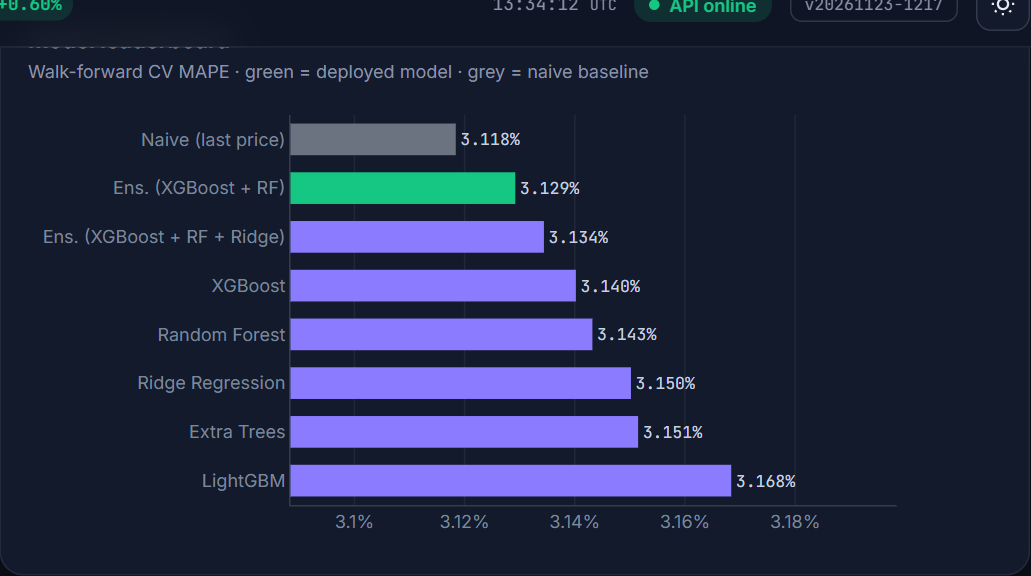 +0.60%
13:34:12 UTC
API online
v20261123-1217
Walk-forward CV MAPE · green = deployed model · grey = naive baseline
Naive (last price) 3.118%
Ens. (XGBoost + RF) 3.129%
Ens. (XGBoost + RF + Ridge) 3.134%
XGBoost 3.140%
Random Forest 3.143%
Ridge Regression 3.150%
Extra Trees 3.151%
LightGBM 3.168%
3.1% 3.12% 3.14% 3.16% 3.18%